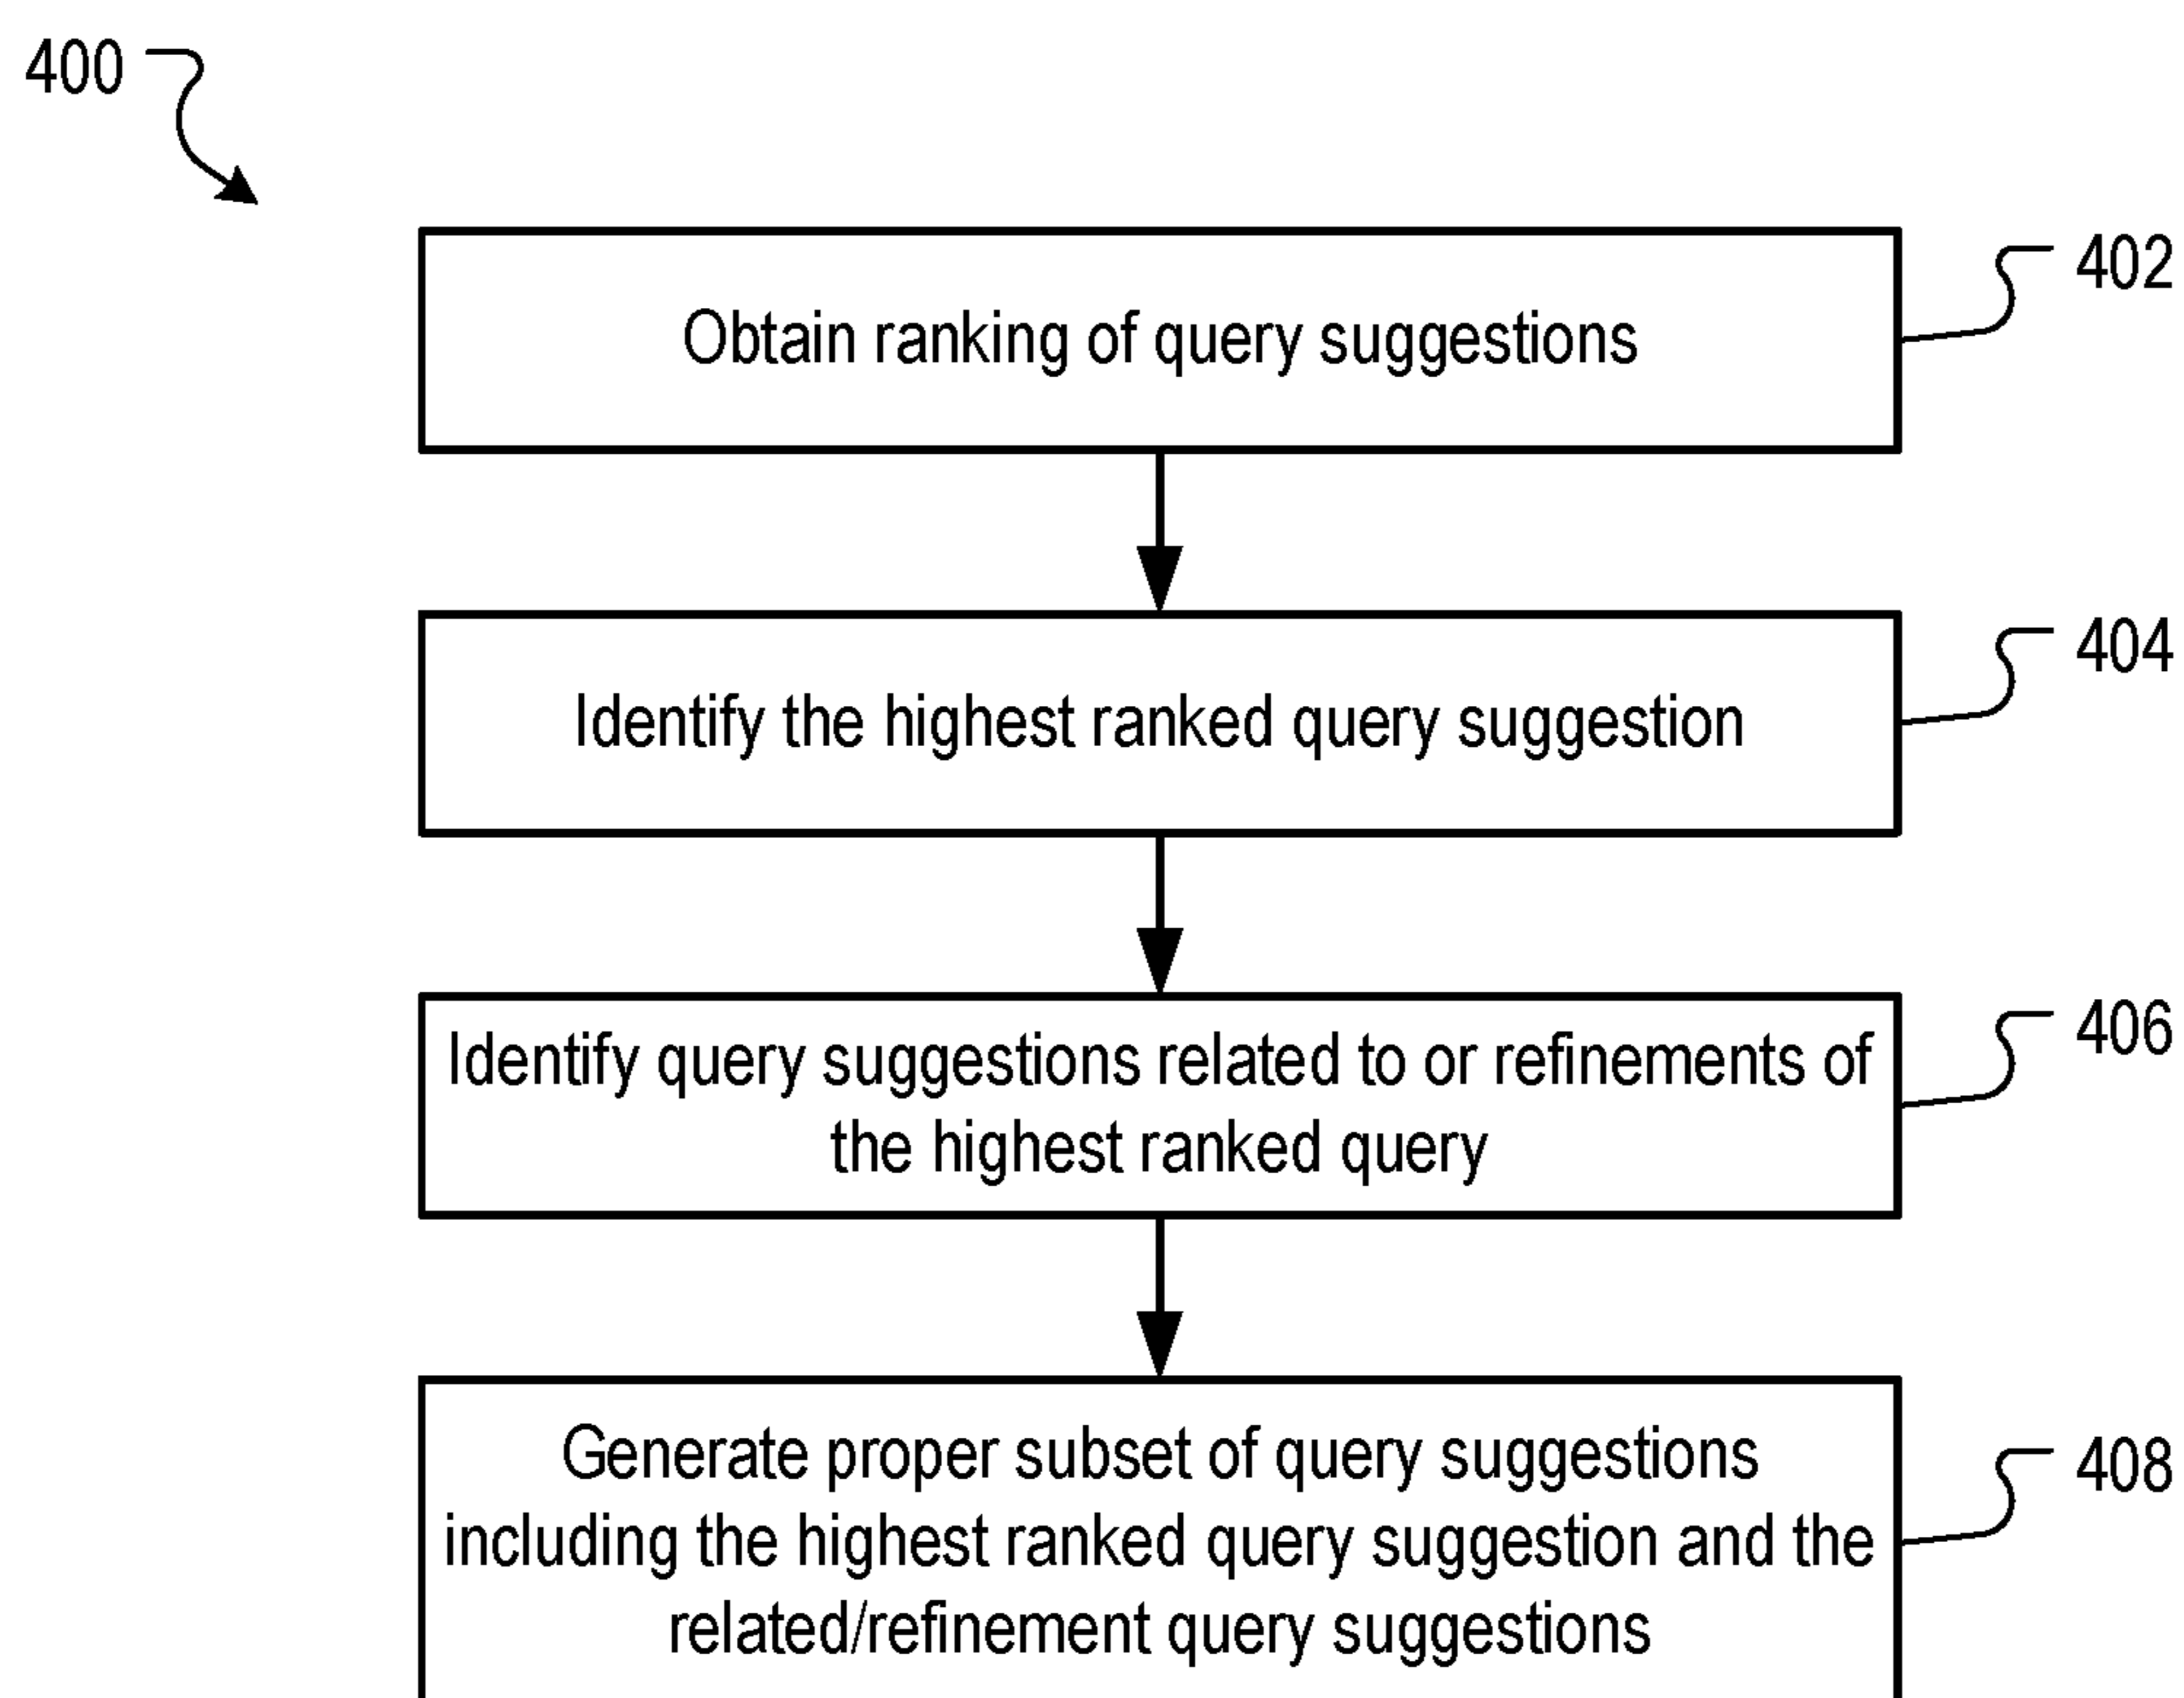 400
402
Obtain ranking of query suggestions
404
Identify the highest ranked query suggestion
406
Identify query suggestions related to or refinements of
the highest ranked query
408
Generate proper subset of query suggestions
including the highest ranked query suggestion and the
related/refinement query suggestions